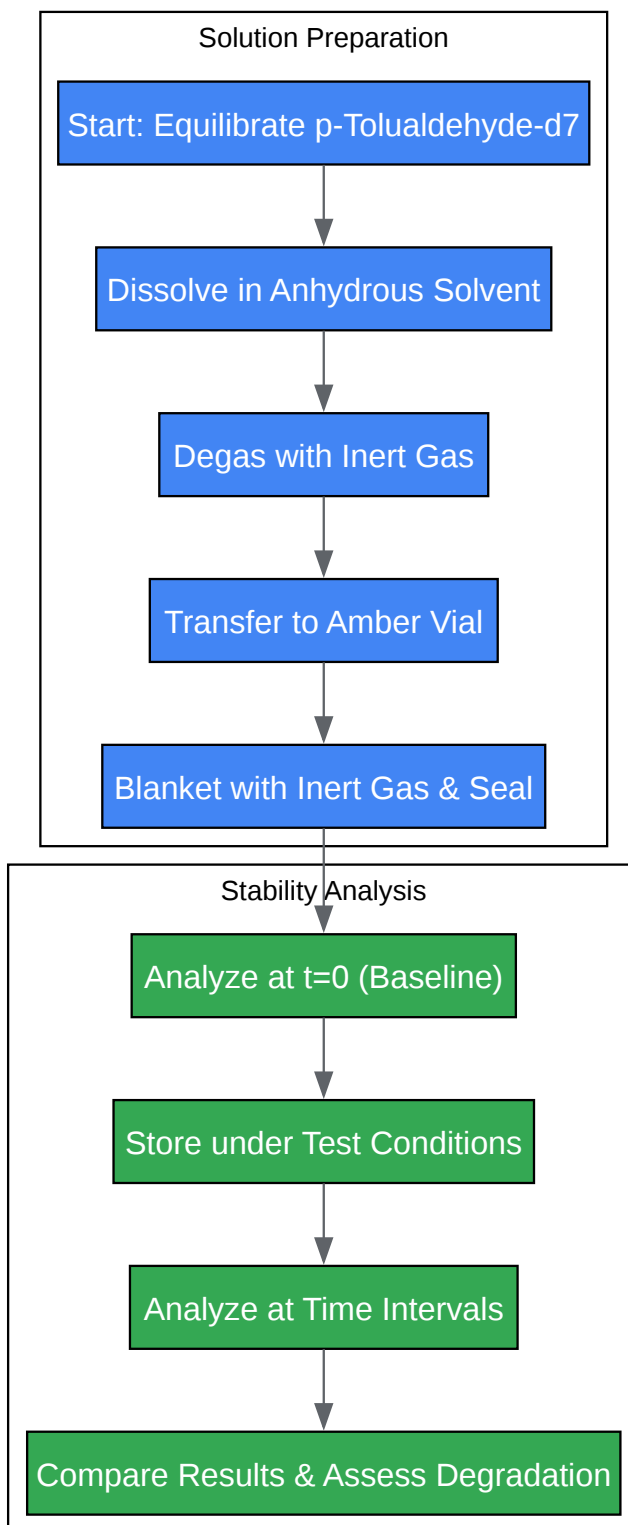 Solution Preparation
Start: Equilibrate p-Tolualdehyde-d7
Dissolve in Anhydrous Solvent
Degas with Inert Gas
Transfer to Amber Vial
Blanket with Inert Gas & Seal
Stability Analysis
Analyze at t=0 (Baseline)
Store under Test Conditions
Analyze at Time Intervals
Compare Results & Assess Degradation